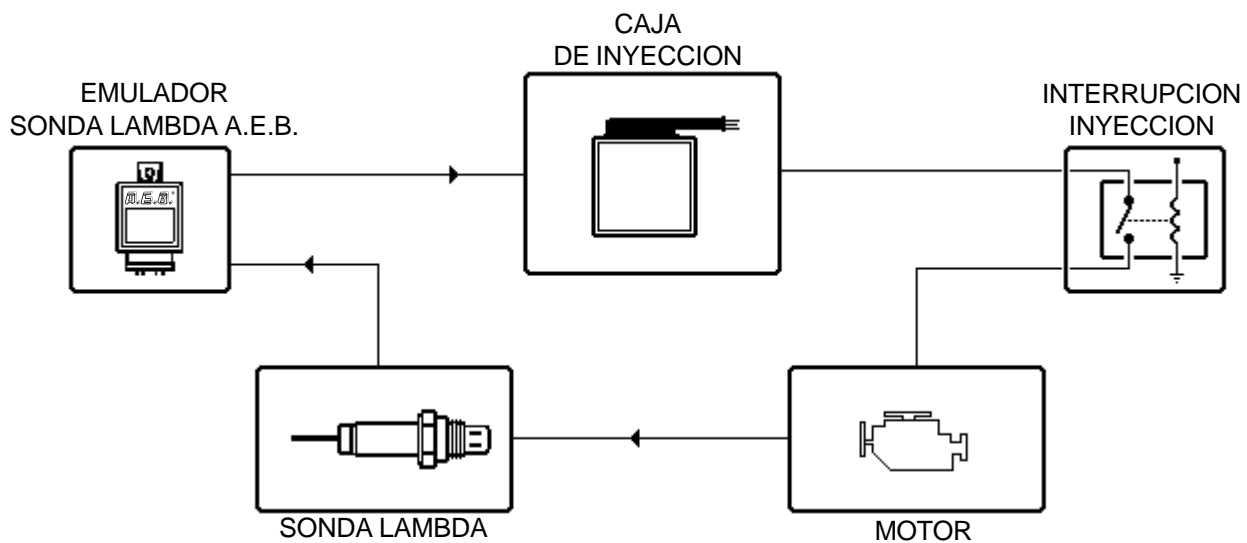 CAJA
DE INYECCION
EMULADOR
SONDA LAMBDA A.E.B.
INTERRUPCION
INYECCION
A.E.B.
SONDA LAMBDA
MOTOR